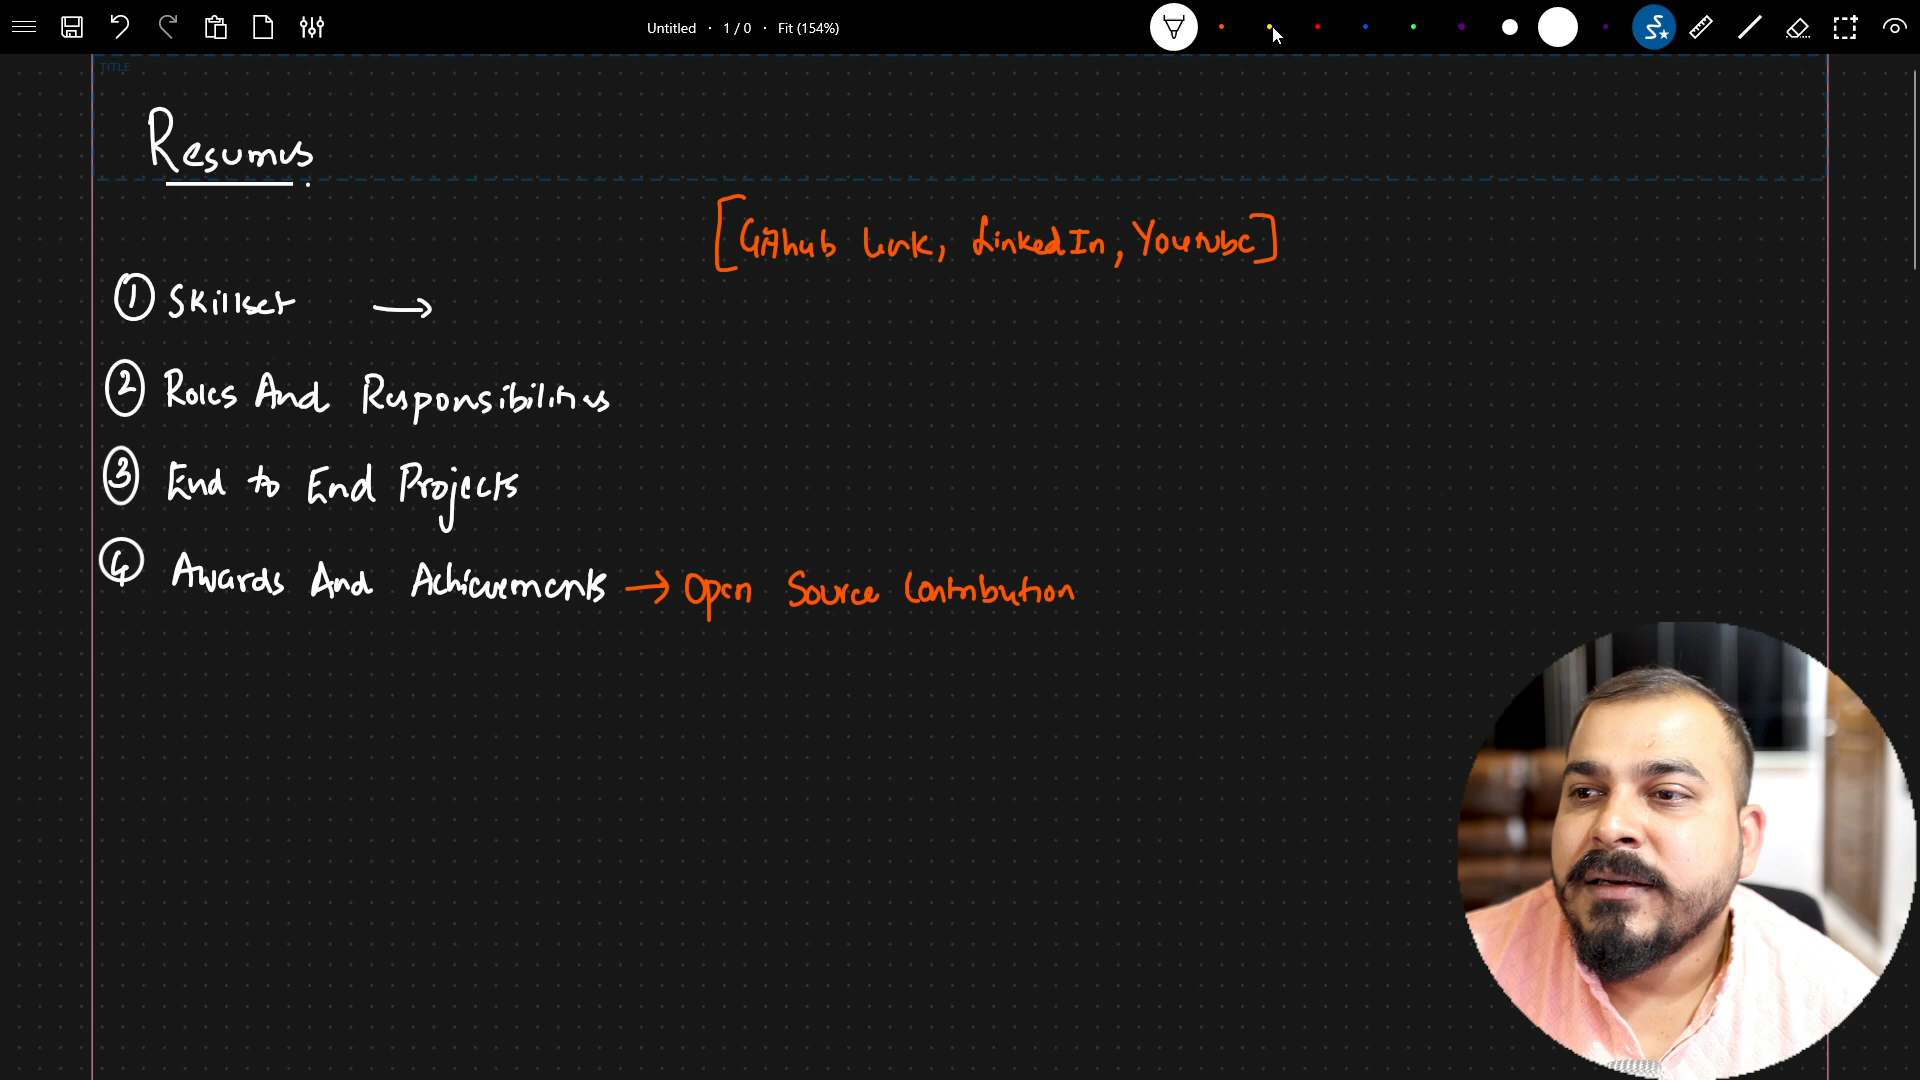 Untitled · 1 / 0 · Fit (154%)
TITLE
Resumes
[Github link, LinkedIn, Youtube]
① Skillset →
② Roles And Responsibilities
③ End to End Projects
④ Awards And Achievements → Open Source Contribution